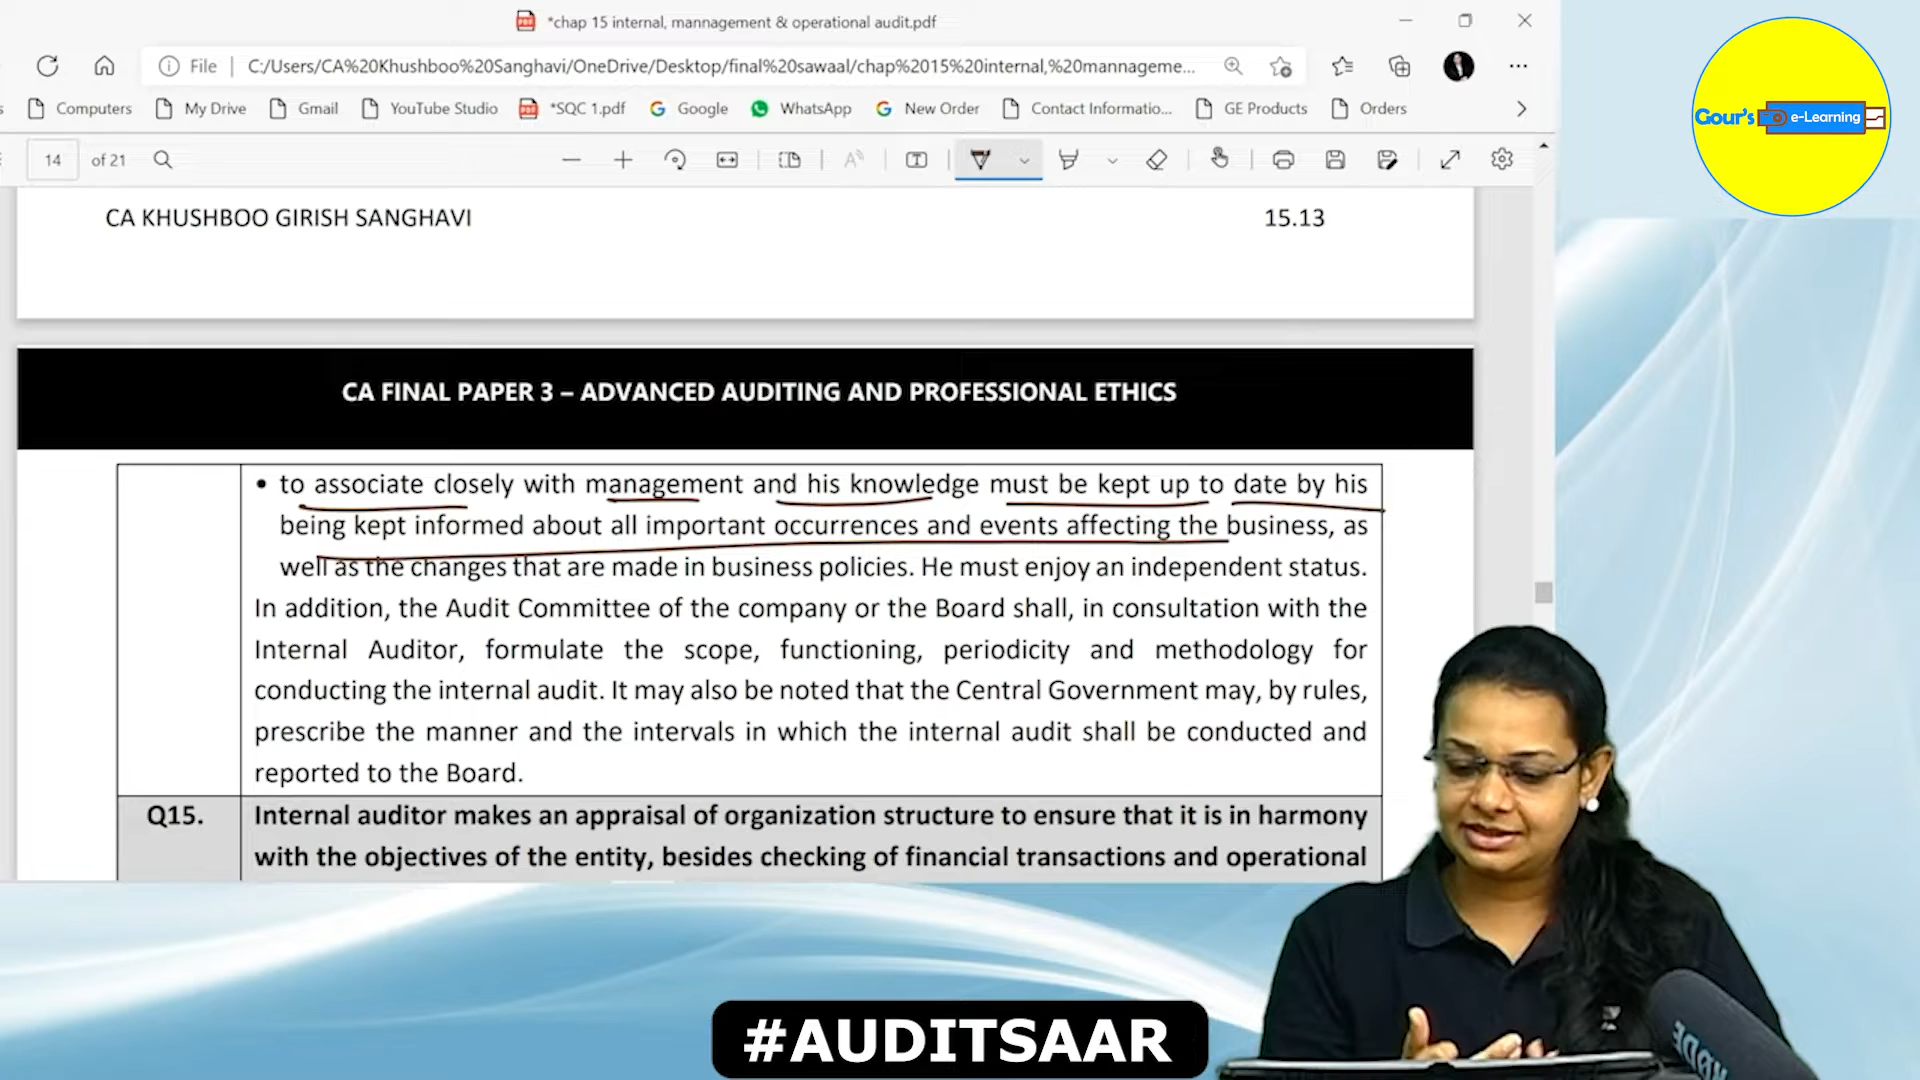 *chap 15 internal, mannagement & operational audit.pdf
File C:/Users/CA%20Khushboo%20Sanghavi/OneDrive/Desktop/final%20sawaal/chap%2015%20internal,%20mannageme...
Computers My Drive Gmail YouTube Studio *SQC 1.pdf Google WhatsApp New Order Contact Informatio... GE Products Orders
14 of 21
Gour's e-Learning
CA KHUSHBOO GIRISH SANGHAVI 15.13
CA FINAL PAPER 3 – ADVANCED AUDITING AND PROFESSIONAL ETHICS
• to associate closely with management and his knowledge must be kept up to date by his
being kept informed about all important occurrences and events affecting the business, as
well as the changes that are made in business policies. He must enjoy an independent status.
In addition, the Audit Committee of the company or the Board shall, in consultation with the
Internal Auditor, formulate the scope, functioning, periodicity and methodology for
conducting the internal audit. It may also be noted that the Central Government may, by rules,
prescribe the manner and the intervals in which the internal audit shall be conducted and
reported to the Board.
Q15. Internal auditor makes an appraisal of organization structure to ensure that it is in harmony
with the objectives of the entity, besides checking of financial transactions and operational
#AUDITSAAR